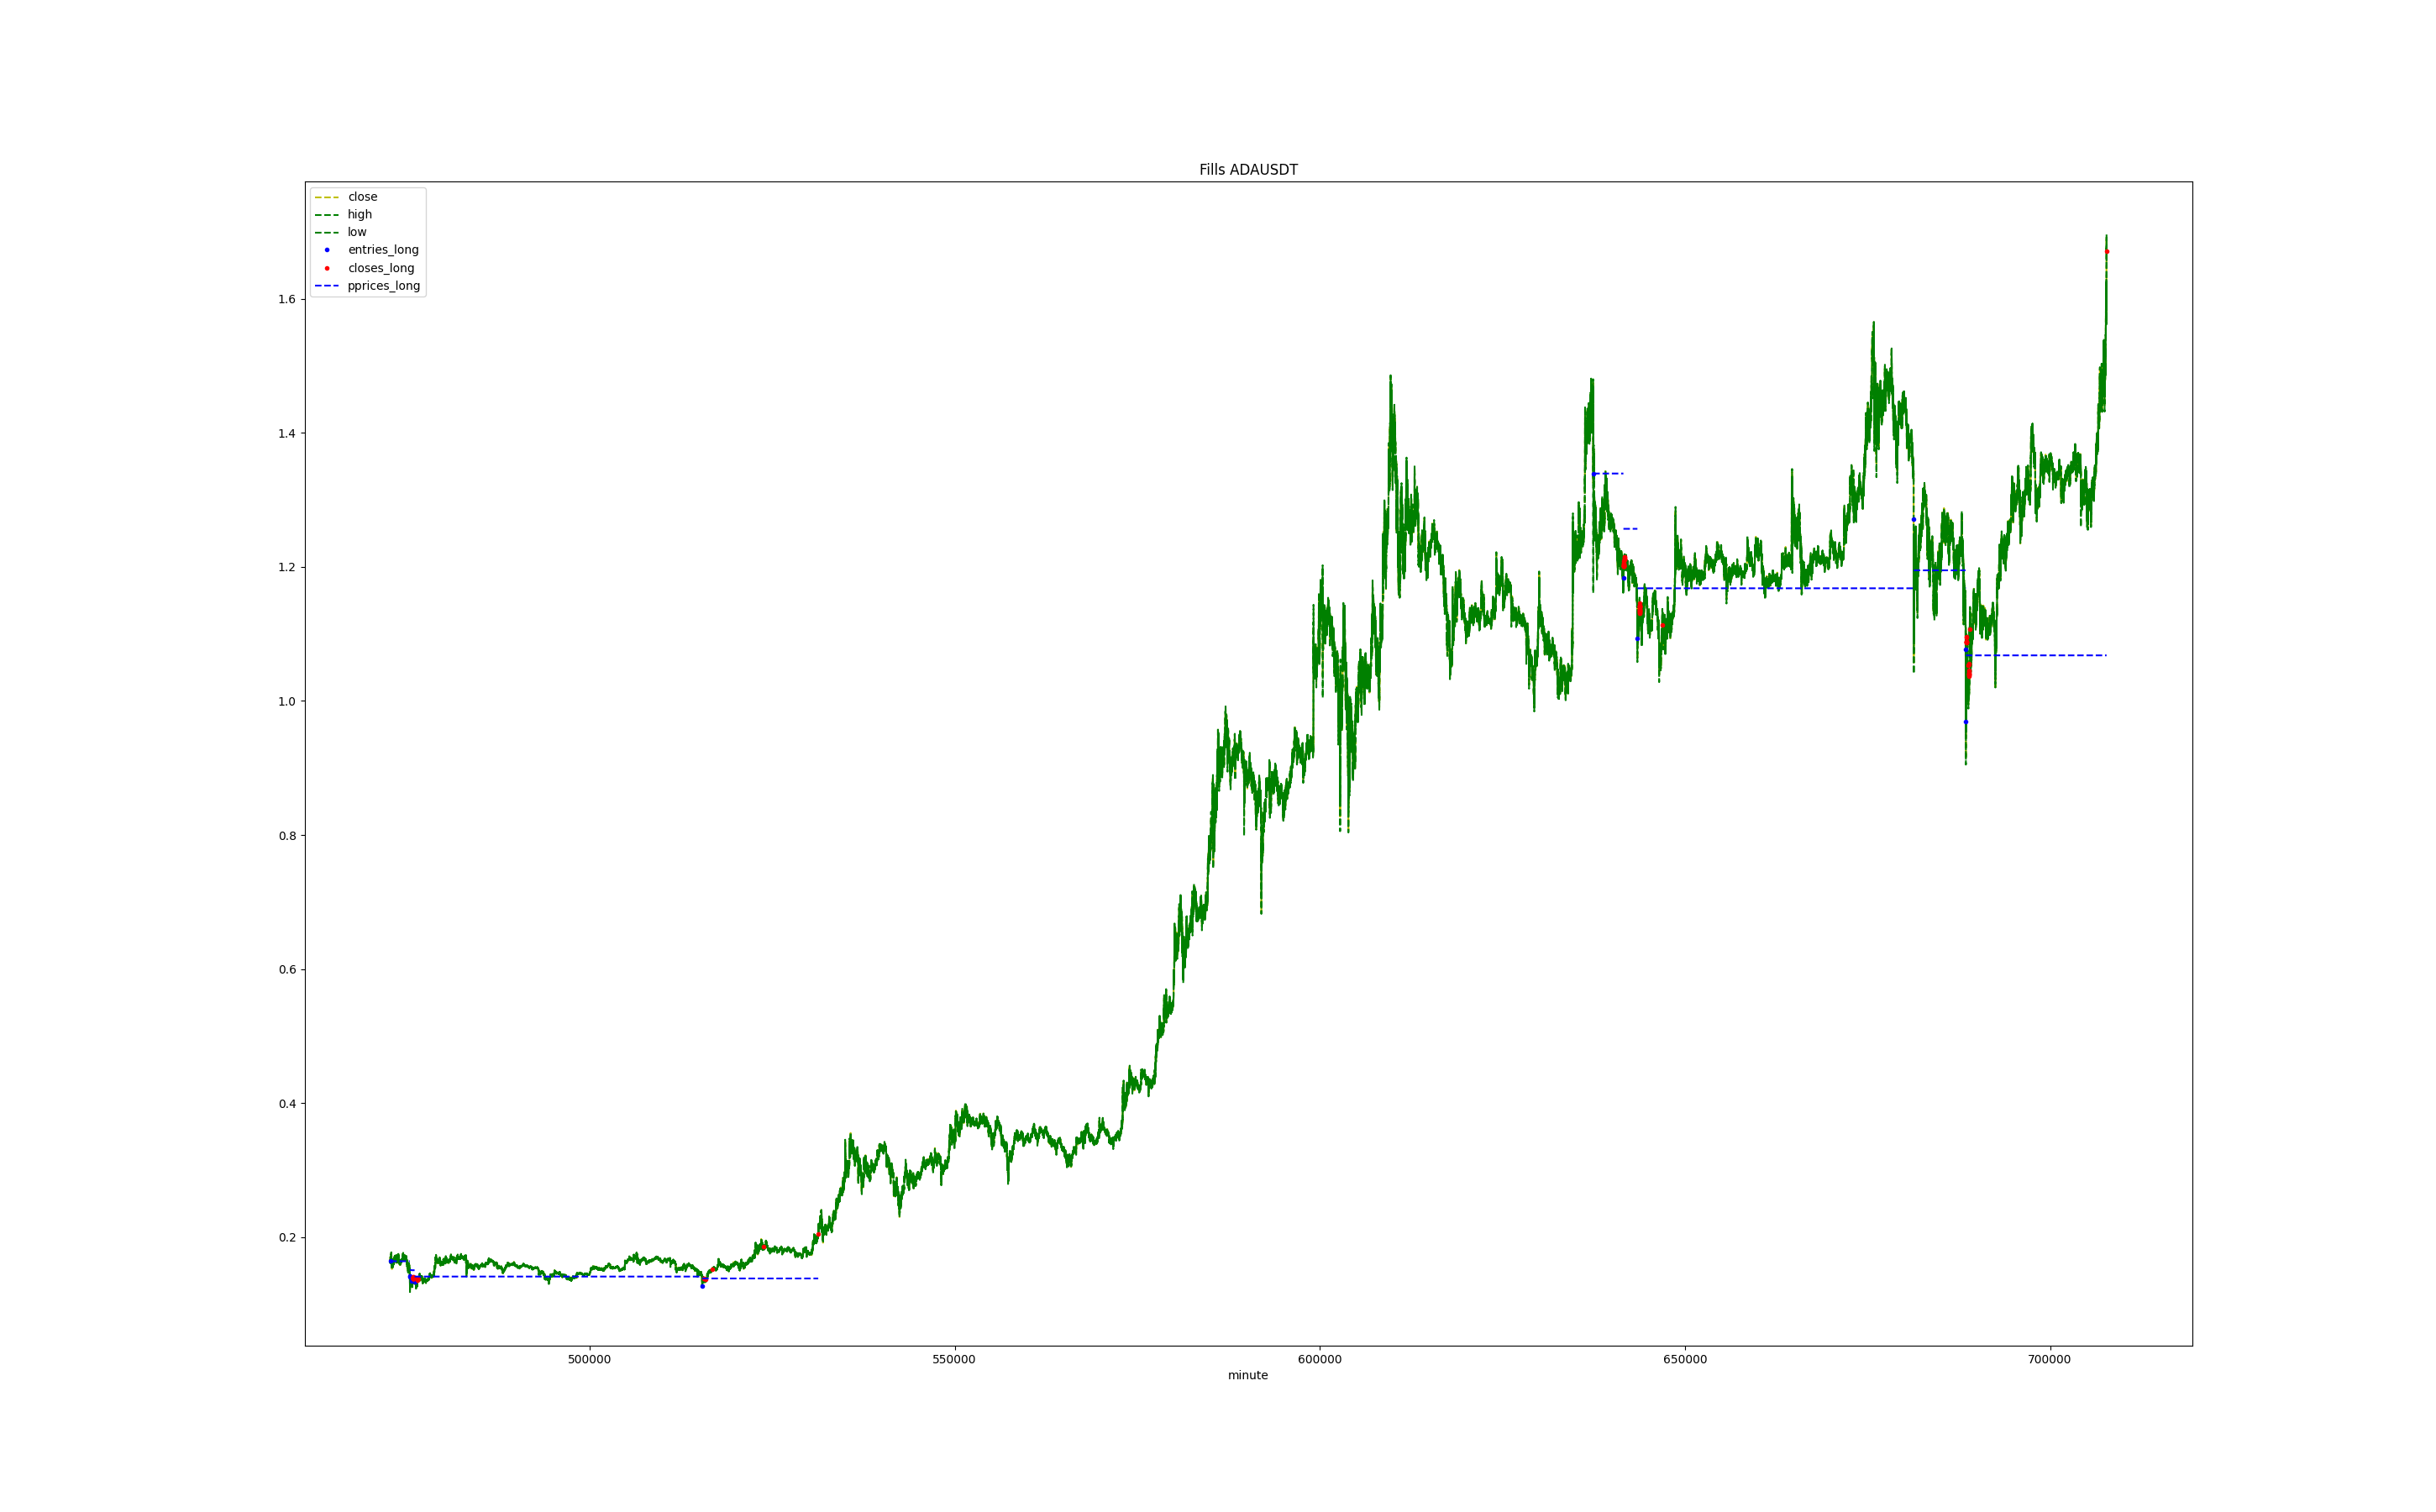 Fills ADAUSDT
close
high
low
entries_long
closes_long
pprices_long
1.6
1.4
1.2
1.0
0.8
0.6
0.4
0.2
500000 550000 600000 650000 700000
minute